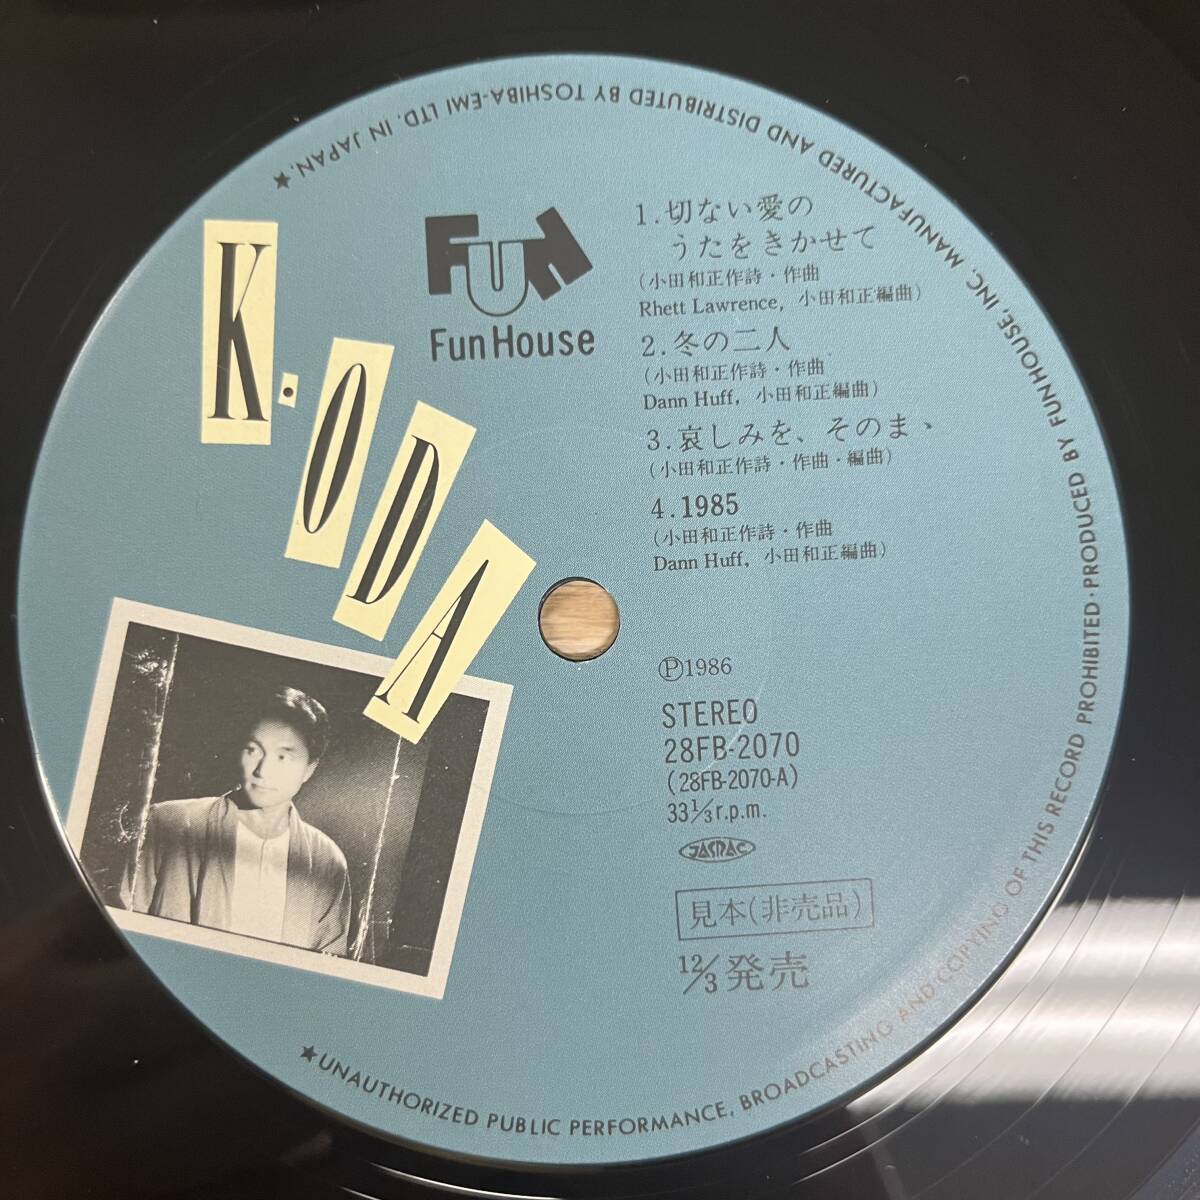 K・ODA
FUN
Fun House
1.切ない愛の
うたをきかせて
(小田和正作詩・作曲
Rhett Lawrence, 小田和正編曲)
2.冬の二人
(小田和正作詩・作曲
Dann Huff, 小田和正編曲)
3.哀しみを、そのまゝ
(小田和正作詩・作曲・編曲)
4.1985
(小田和正作詩・作曲
Dann Huff, 小田和正編曲)
Ⓟ1986
STEREO
28FB-2070
(28FB-2070-A)
33⅓r.p.m.
JASRAC
見本(非売品)
12/3発売
★UNAUTHORIZED PUBLIC PERFORMANCE, BROADCASTING AND COPYING OF THIS RECORD PROHIBITED・PRODUCED BY FUNHOUSE, INC. MANUFACTURED AND DISTRIBUTED BY TOSHIBA-EMI LTD. IN JAPAN.★